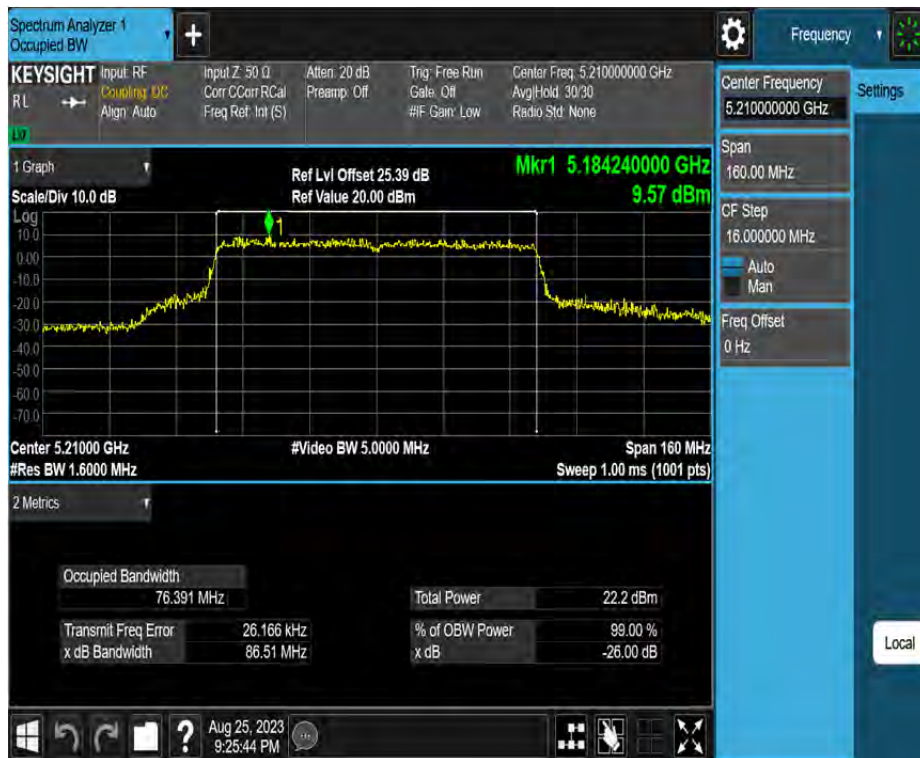 Spectrum Analyzer 1
Occupied BW
Frequency
KEYSIGHT
RL
Input: RF
Coupling: DC
Align: Auto
Input Z: 50 Ω
Corr CCorr RCal
Freq Ref: Int (S)
Atten: 20 dB
Preamp: Off
Trig: Free Run
Gate: Off
#IF Gain: Low
Center Freq: 5.210000000 GHz
Avg|Hold: 30/30
Radio Std: None
Center Frequency
5.210000000 GHz
Settings
Span
160.00 MHz
CF Step
16.000000 MHz
Auto
Man
Freq Offset
0 Hz
1 Graph
Scale/Div 10.0 dB
Ref Lvl Offset 25.39 dB
Ref Value 20.00 dBm
Mkr1 5.184240000 GHz
9.57 dBm
Log
10.0
0.00
-10.0
-20.0
-30.0
-40.0
-50.0
-60.0
-70.0
1
Center 5.21000 GHz
#Video BW 5.0000 MHz
Span 160 MHz
#Res BW 1.6000 MHz
Sweep 1.00 ms (1001 pts)
2 Metrics
Occupied Bandwidth
76.391 MHz
Total Power 22.2 dBm
Transmit Freq Error 26.166 kHz
% of OBW Power 99.00 %
x dB Bandwidth 86.51 MHz
x dB -26.00 dB
Local
Aug 25, 2023
9:25:44 PM